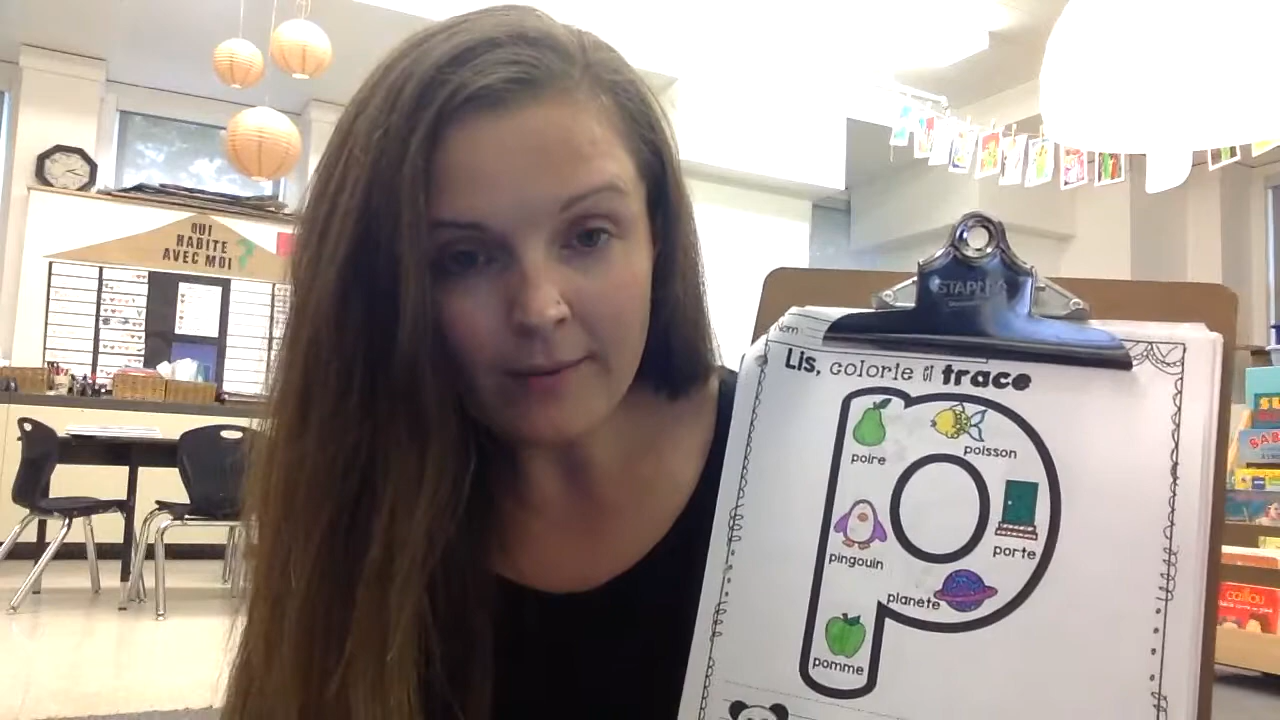 QUI
HABITE
AVEC MOI
?
STAPLES
Nom
Lis, colorie et trace
poire
poisson
pingouin
porte
planète
pomme
caillou